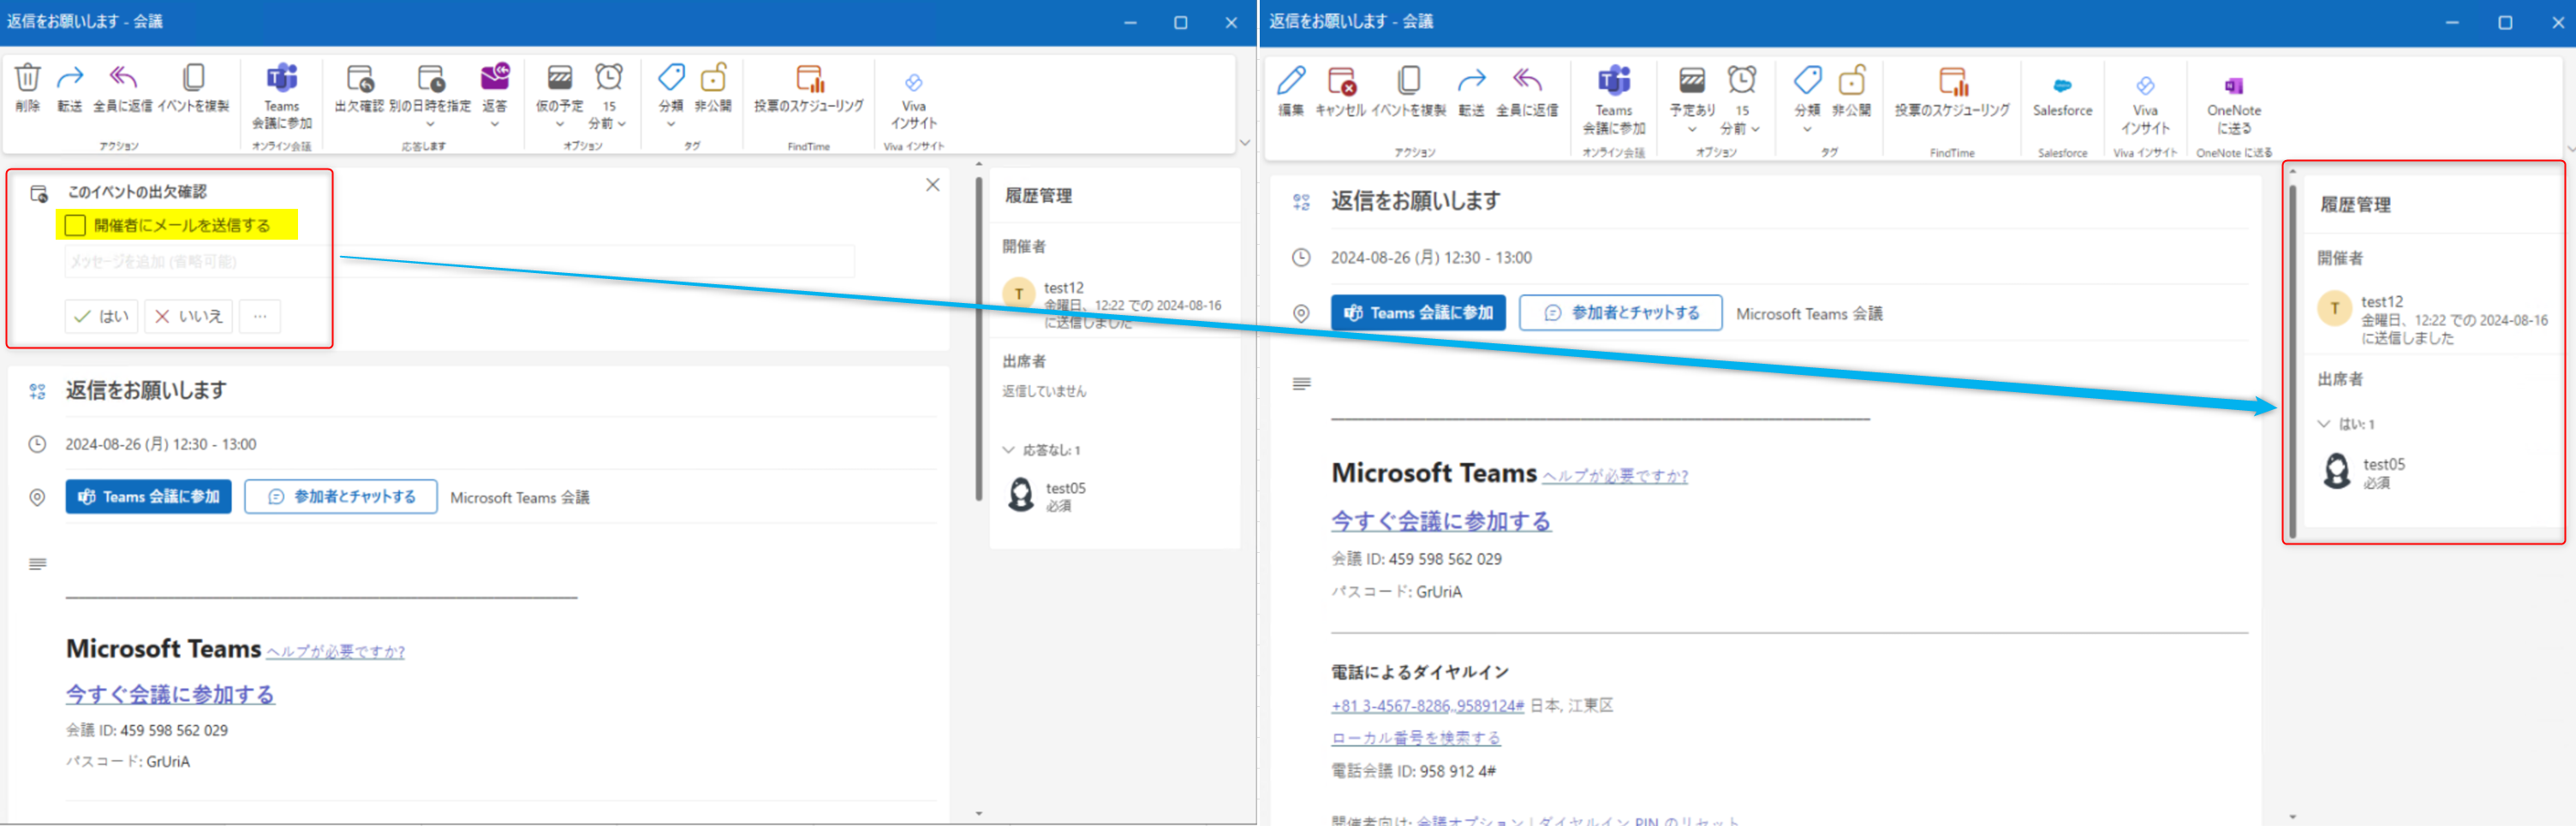 返信をお願いします - 会議
削除
転送
全員に返信
イベントを複製
アクション
Teams
会議に参加
オンライン会議
出欠確認
別の日時を指定
返答
応答します
仮の予定
15
分前
オプション
分類
非公開
タグ
投票のスケジューリング
FindTime
Viva
インサイト
Viva インサイト
このイベントの出欠確認
開催者にメールを送信する
メッセージを追加 (省略可能)
はい
いいえ
...
返信をお願いします
2024-08-26 (月) 12:30 - 13:00
Teams 会議に参加
参加者とチャットする
Microsoft Teams 会議
Microsoft Teams ヘルプが必要ですか?
今すぐ会議に参加する
会議 ID: 459 598 562 029
パスコード: GrUriA
履歴管理
開催者
T
test12
金曜日、12:22 での 2024-08-16
に送信しました
出席者
返信していません
応答なし: 1
test05
必須
返信をお願いします - 会議
編集
キャンセル
イベントを複製
転送
全員に返信
アクション
Teams
会議に参加
オンライン会議
予定あり
15
分前
オプション
分類
非公開
タグ
投票のスケジューリング
FindTime
Salesforce
Salesforce
Viva
インサイト
Viva インサイト
OneNote
に送る
OneNote に送る
返信をお願いします
2024-08-26 (月) 12:30 - 13:00
Teams 会議に参加
参加者とチャットする
Microsoft Teams 会議
Microsoft Teams ヘルプが必要ですか?
今すぐ会議に参加する
会議 ID: 459 598 562 029
パスコード: GrUriA
電話によるダイヤルイン
+81 3-4567-8286,,9589124# 日本, 江東区
ローカル番号を検索する
電話会議 ID: 958 912 4#
開催者向け: 会議オプション | ダイヤルイン PIN のリセット
履歴管理
開催者
T
test12
金曜日、12:22 での 2024-08-16
に送信しました
出席者
はい: 1
test05
必須